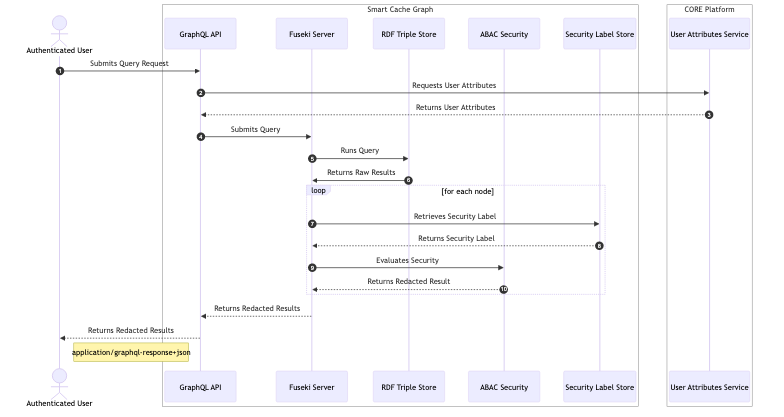 Smart Cache Graph
CORE Platform
Authenticated User
GraphQL API
Fuseki Server
RDF Triple Store
ABAC Security
Security Label Store
User Attributes Service
Submits Query Request
1
Requests User Attributes
2
Returns User Attributes
3
Submits Query
4
Runs Query
5
Returns Raw Results
6
loop
[for each node]
Retrieves Security Label
7
Returns Security Label
8
Evaluates Security
9
Returns Redacted Result
10
Returns Redacted Results
Returns Redacted Results
application/graphql-response+json
Authenticated User
GraphQL API
Fuseki Server
RDF Triple Store
ABAC Security
Security Label Store
User Attributes Service